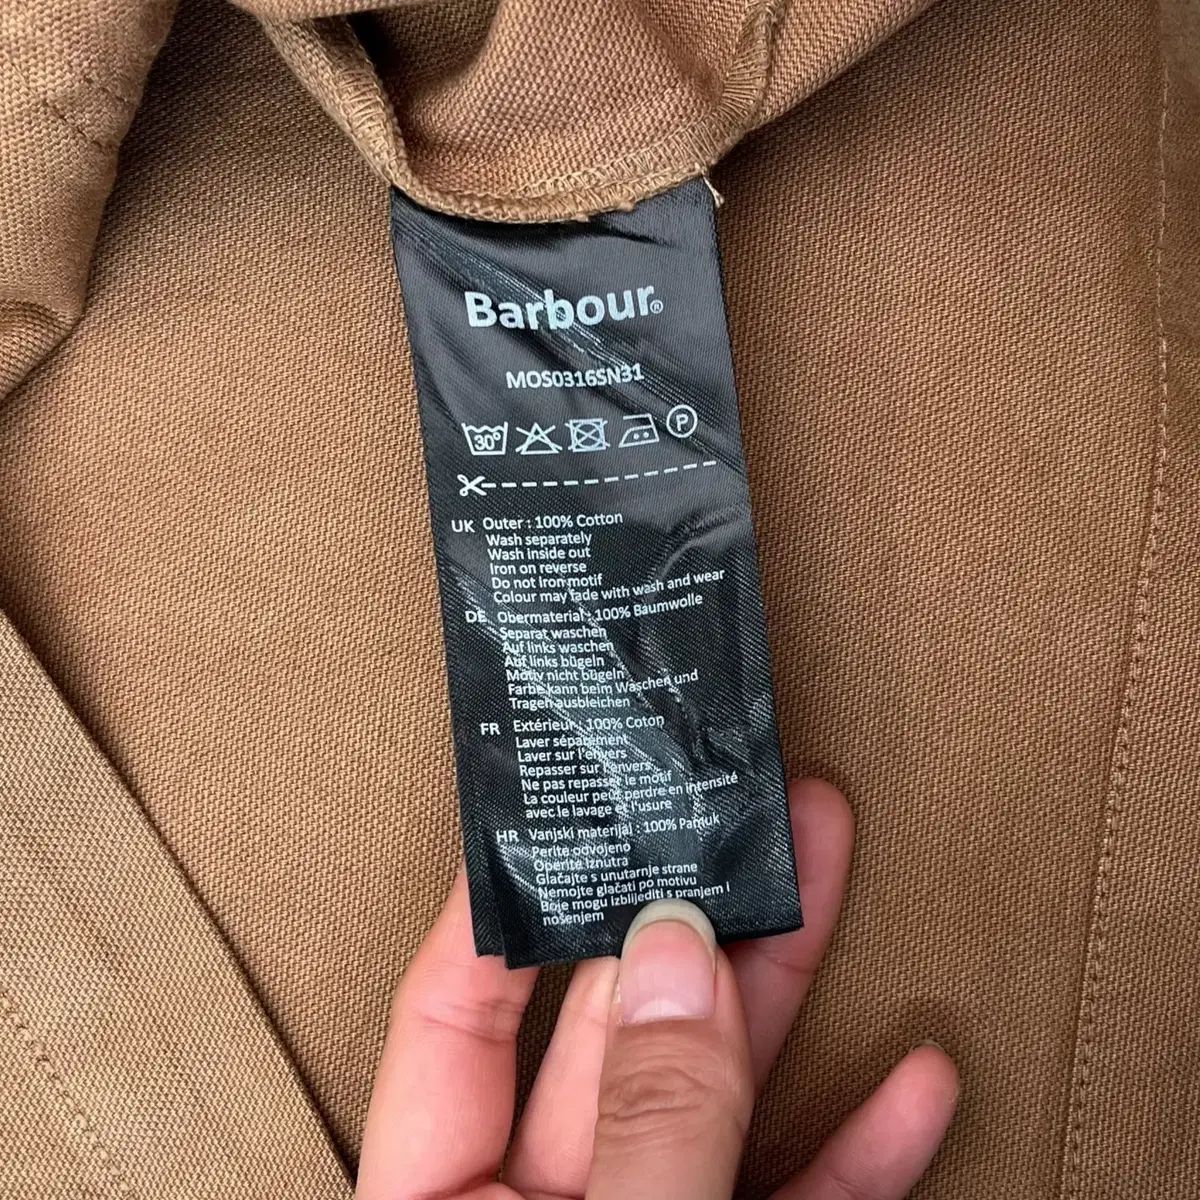 Barbour®
MOS0316SN31
30° P
UK Outer : 100% Cotton
Wash separately
Wash inside out
Iron on reverse
Do not Iron motif
Colour may fade with wash and wear
DE Obermaterial : 100% Baumwolle
Separat waschen
Auf links waschen
Auf links bügeln
Motiv nicht bügeln
Farbe kann beim Waschen und
Tragen ausbleichen
FR Extérieur : 100% Coton
Laver séparément
Laver sur l'envers
Repasser sur l'envers
Ne pas repasser le motif
La couleur peut perdre en intensité
avec le lavage et l'usure
HR Vanjski materijal : 100% Pamuk
Perite odvojeno
Operite Iznutra
Glačajte s unutarnje strane
Nemojte glačati po motivu
Boje mogu izblijediti s pranjem i
nošenjem